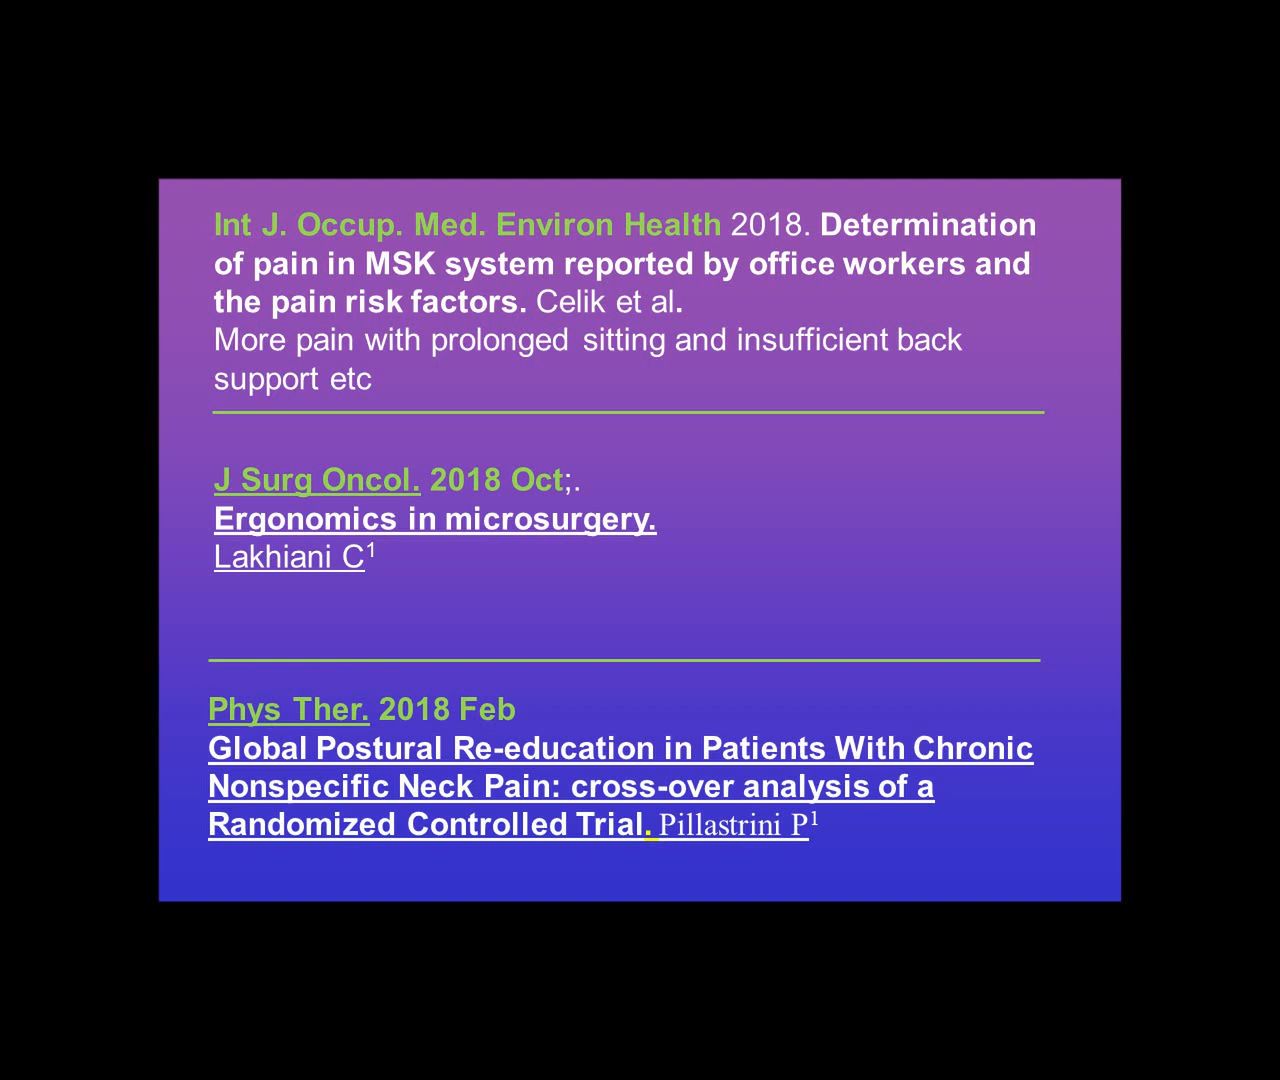 Int J. Occup. Med. Environ Health 2018. Determination
of pain in MSK system reported by office workers and
the pain risk factors. Celik et al.
More pain with prolonged sitting and insufficient back
support etc
J Surg Oncol. 2018 Oct;.
Ergonomics in microsurgery.
Lakhiani C¹
Phys Ther. 2018 Feb
Global Postural Re-education in Patients With Chronic
Nonspecific Neck Pain: cross-over analysis of a
Randomized Controlled Trial. Pillastrini P¹